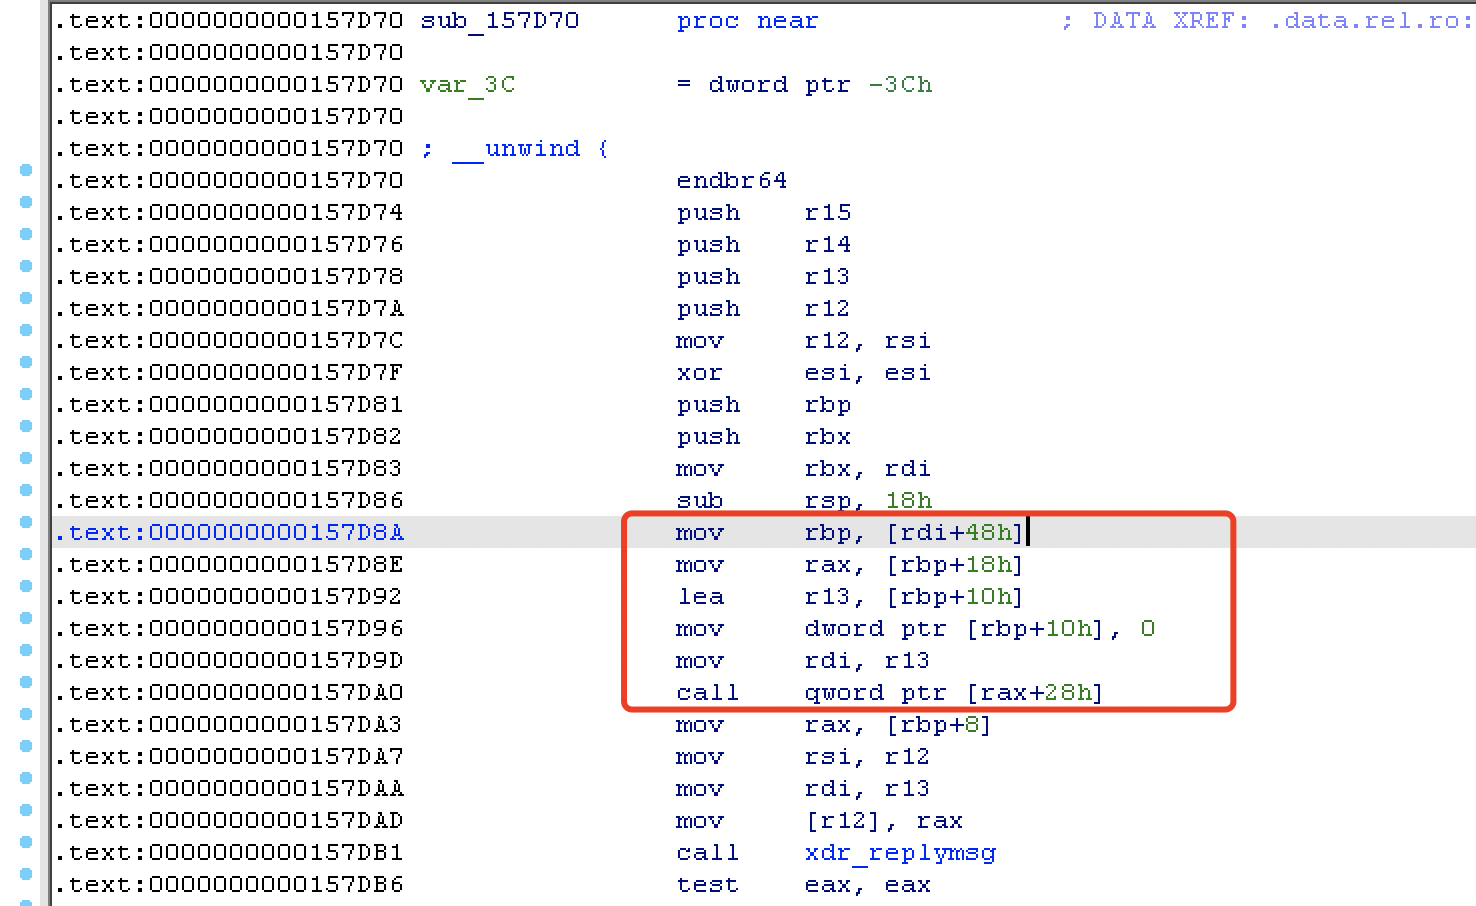 .text:0000000000157D70 sub_157D70 proc near ; DATA XREF: .data.rel.ro:
.text:0000000000157D70
.text:0000000000157D70 var_3C = dword ptr -3Ch
.text:0000000000157D70
.text:0000000000157D70 ; __unwind {
.text:0000000000157D70 endbr64
.text:0000000000157D74 push r15
.text:0000000000157D76 push r14
.text:0000000000157D78 push r13
.text:0000000000157D7A push r12
.text:0000000000157D7C mov r12, rsi
.text:0000000000157D7F xor esi, esi
.text:0000000000157D81 push rbp
.text:0000000000157D82 push rbx
.text:0000000000157D83 mov rbx, rdi
.text:0000000000157D86 sub rsp, 18h
.text:0000000000157D8A mov rbp, [rdi+48h]
.text:0000000000157D8E mov rax, [rbp+18h]
.text:0000000000157D92 lea r13, [rbp+10h]
.text:0000000000157D96 mov dword ptr [rbp+10h], 0
.text:0000000000157D9D mov rdi, r13
.text:0000000000157DA0 call qword ptr [rax+28h]
.text:0000000000157DA3 mov rax, [rbp+8]
.text:0000000000157DA7 mov rsi, r12
.text:0000000000157DAA mov rdi, r13
.text:0000000000157DAD mov [r12], rax
.text:0000000000157DB1 call xdr_replymsg
.text:0000000000157DB6 test eax, eax